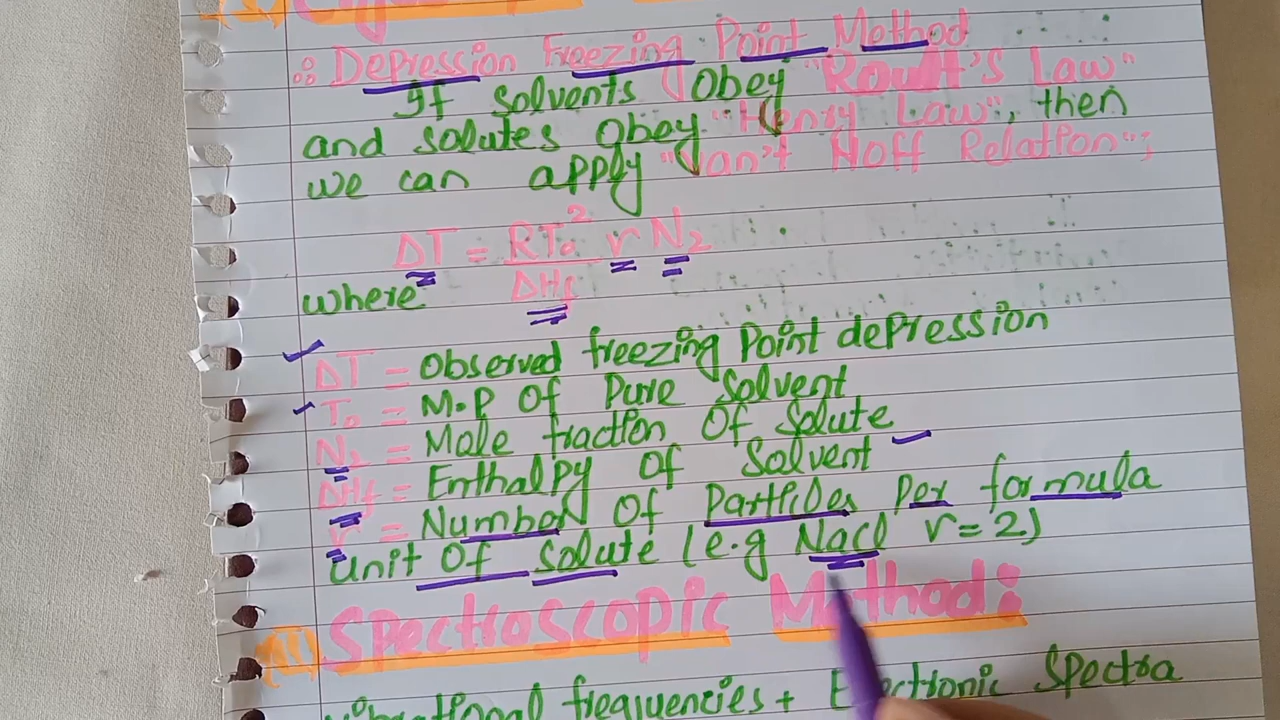 ∴ Depression Freezing Point Method
If solvents obey "Roult's Law"
and solutes obey "Henry Law", then
we can apply "Van't Hoff Relation";
ΔT = RT₀² r N₂
ΔHf
where
ΔT = Observed freezing Point depression
T₀ = M.P Of Pure Solvent
N₂ = Mole fraction Of Solute
ΔHf = Enthalpy Of Solvent
r = Number Of Particles Per formula
unit Of Solute (e.g Nacl r=2)
Spectroscopic Method:
vibrational frequencies + Electronic Spectra